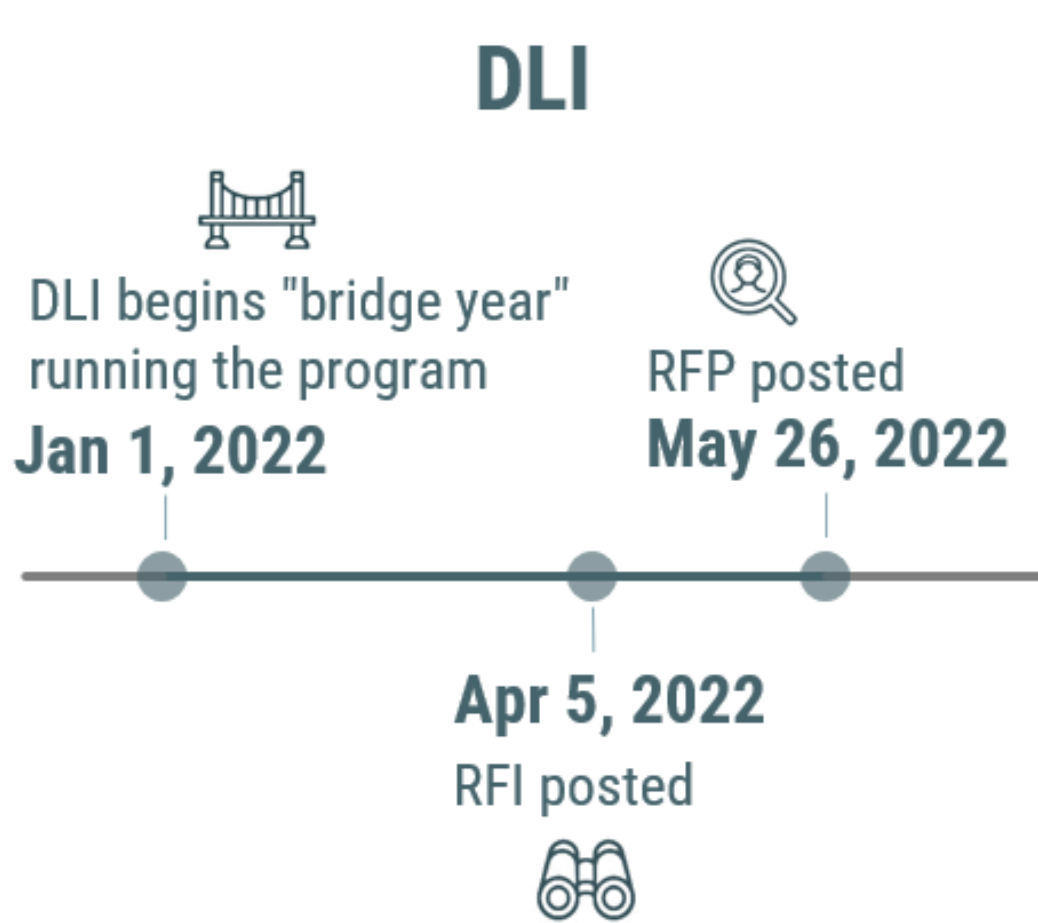 DLI
DLI begins "bridge year"
running the program
Jan 1, 2022
RFP posted
May 26, 2022
Apr 5, 2022
RFI posted